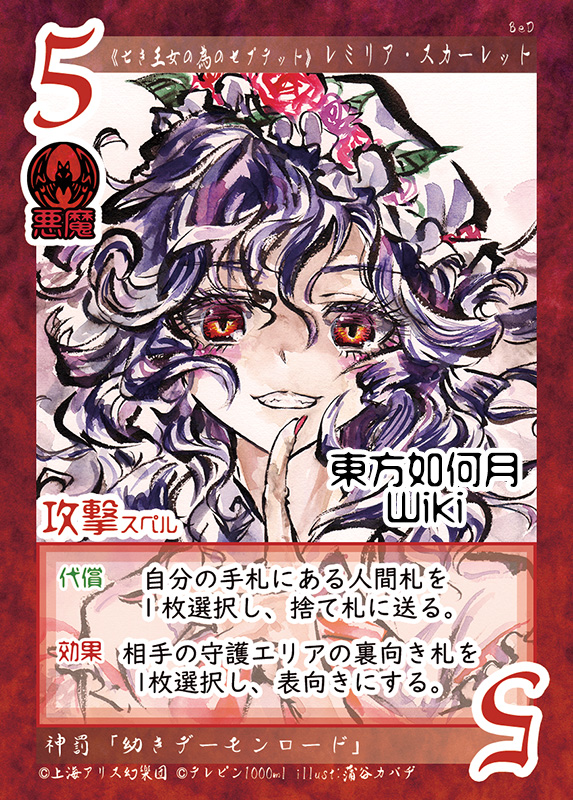 BeD
5
《亡き王女の為のセプテット》 レミリア・スカーレット
悪魔
東方如何月
Wiki
攻撃スペル
代償 自分の手札にある人間札を
1枚選択し、捨て札に送る。
効果 相手の守護エリアの裏向き札を
1枚選択し、表向きにする。
5
神罰「幼きデーモンロード」
©上海アリス幻樂団 ©テレピン1000ml illust:蒲谷カバヂ